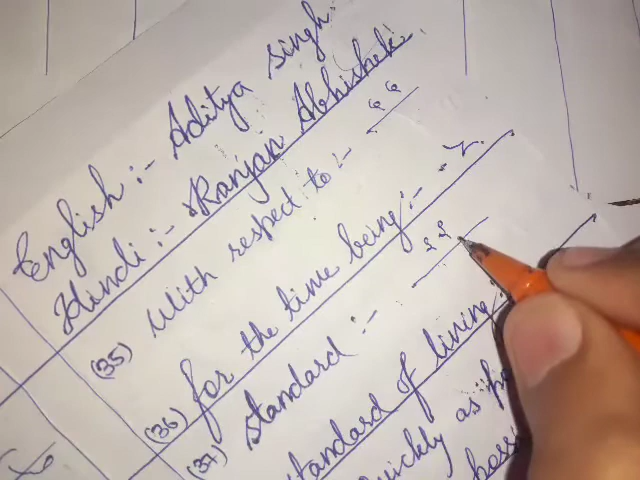 English :- Aditya Singh.
Hindi :- Ranjan Abhishek.
(35) With respect to :-
(36) for the time being :-
(37) standard :-
standard of living
quickly as